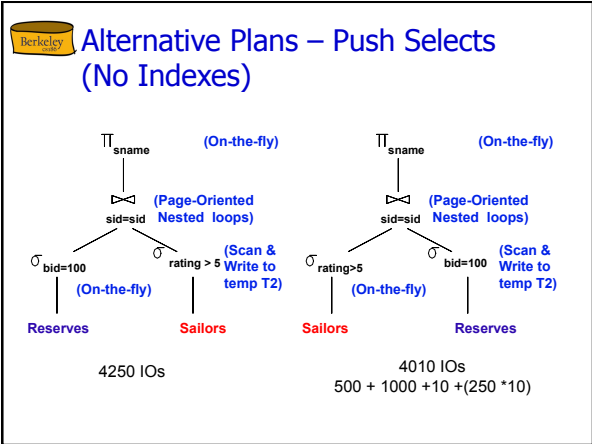 Berkeley
Alternative Plans – Push Selects
(No Indexes)
π sname
(On-the-fly)
⋈ sid=sid
(Page-Oriented
Nested loops)
σ bid=100
(On-the-fly)
σ rating > 5
(Scan &
Write to
temp T2)
Reserves
Sailors
4250 IOs
π sname
(On-the-fly)
⋈ sid=sid
(Page-Oriented
Nested loops)
σ rating>5
(On-the-fly)
σ bid=100
(Scan &
Write to
temp T2)
Sailors
Reserves
4010 IOs
500 + 1000 +10 +(250 *10)